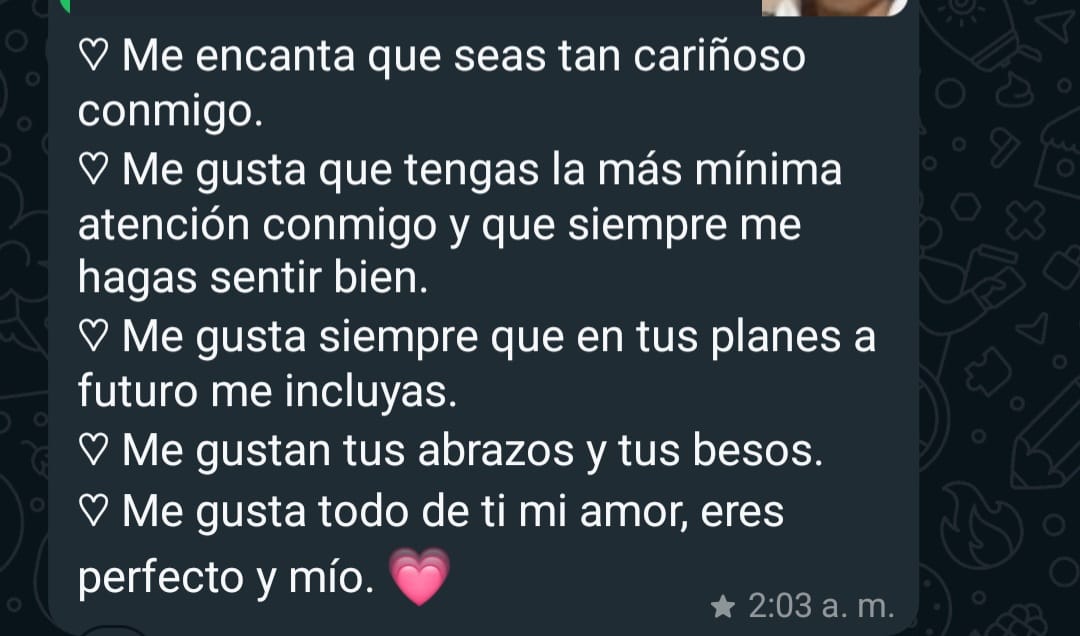 ♡ Me encanta que seas tan cariñoso
conmigo.
♡ Me gusta que tengas la más mínima
atención conmigo y que siempre me
hagas sentir bien.
♡ Me gusta siempre que en tus planes a
futuro me incluyas.
♡ Me gustan tus abrazos y tus besos.
♡ Me gusta todo de ti mi amor, eres
perfecto y mío. 💗
★ 2:03 a. m.